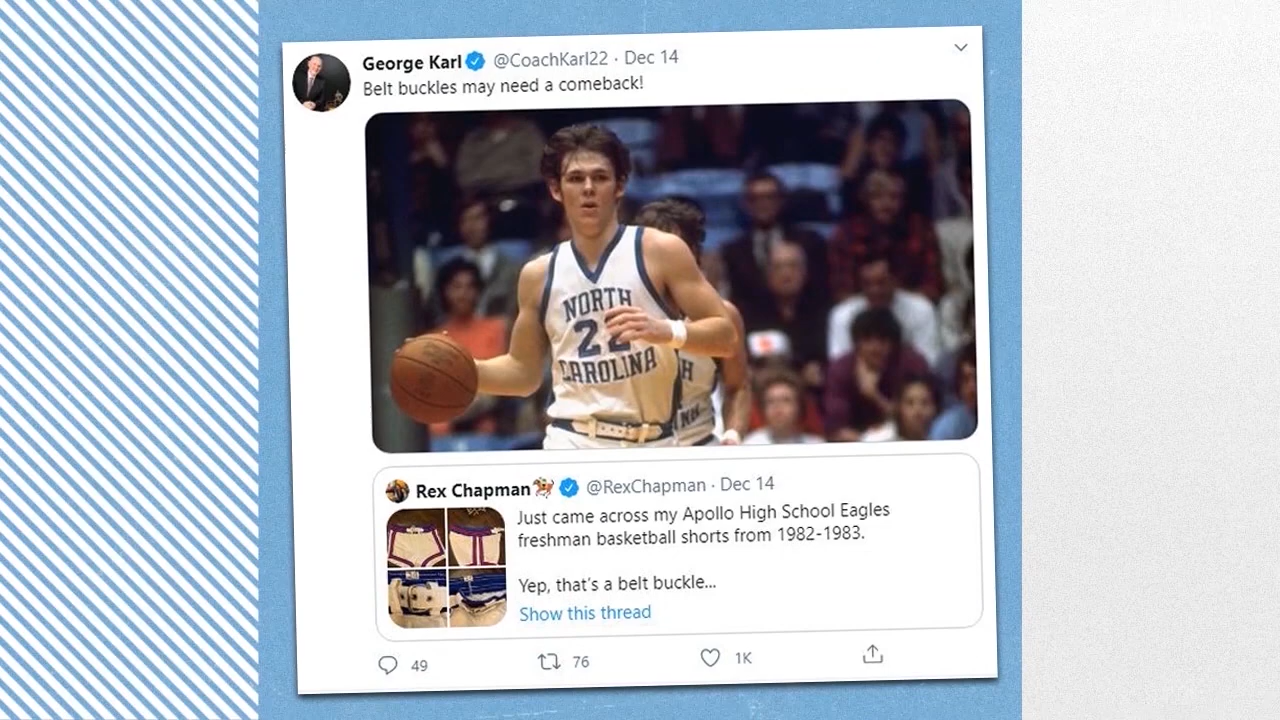 George Karl @CoachKarl22 · Dec 14
Belt buckles may need a comeback!
NORTH
22
CAROLINA
H
Rex Chapman🏇 @RexChapman · Dec 14
Just came across my Apollo High School Eagles
freshman basketball shorts from 1982-1983.
Yep, that's a belt buckle...
Show this thread
49 76 1K